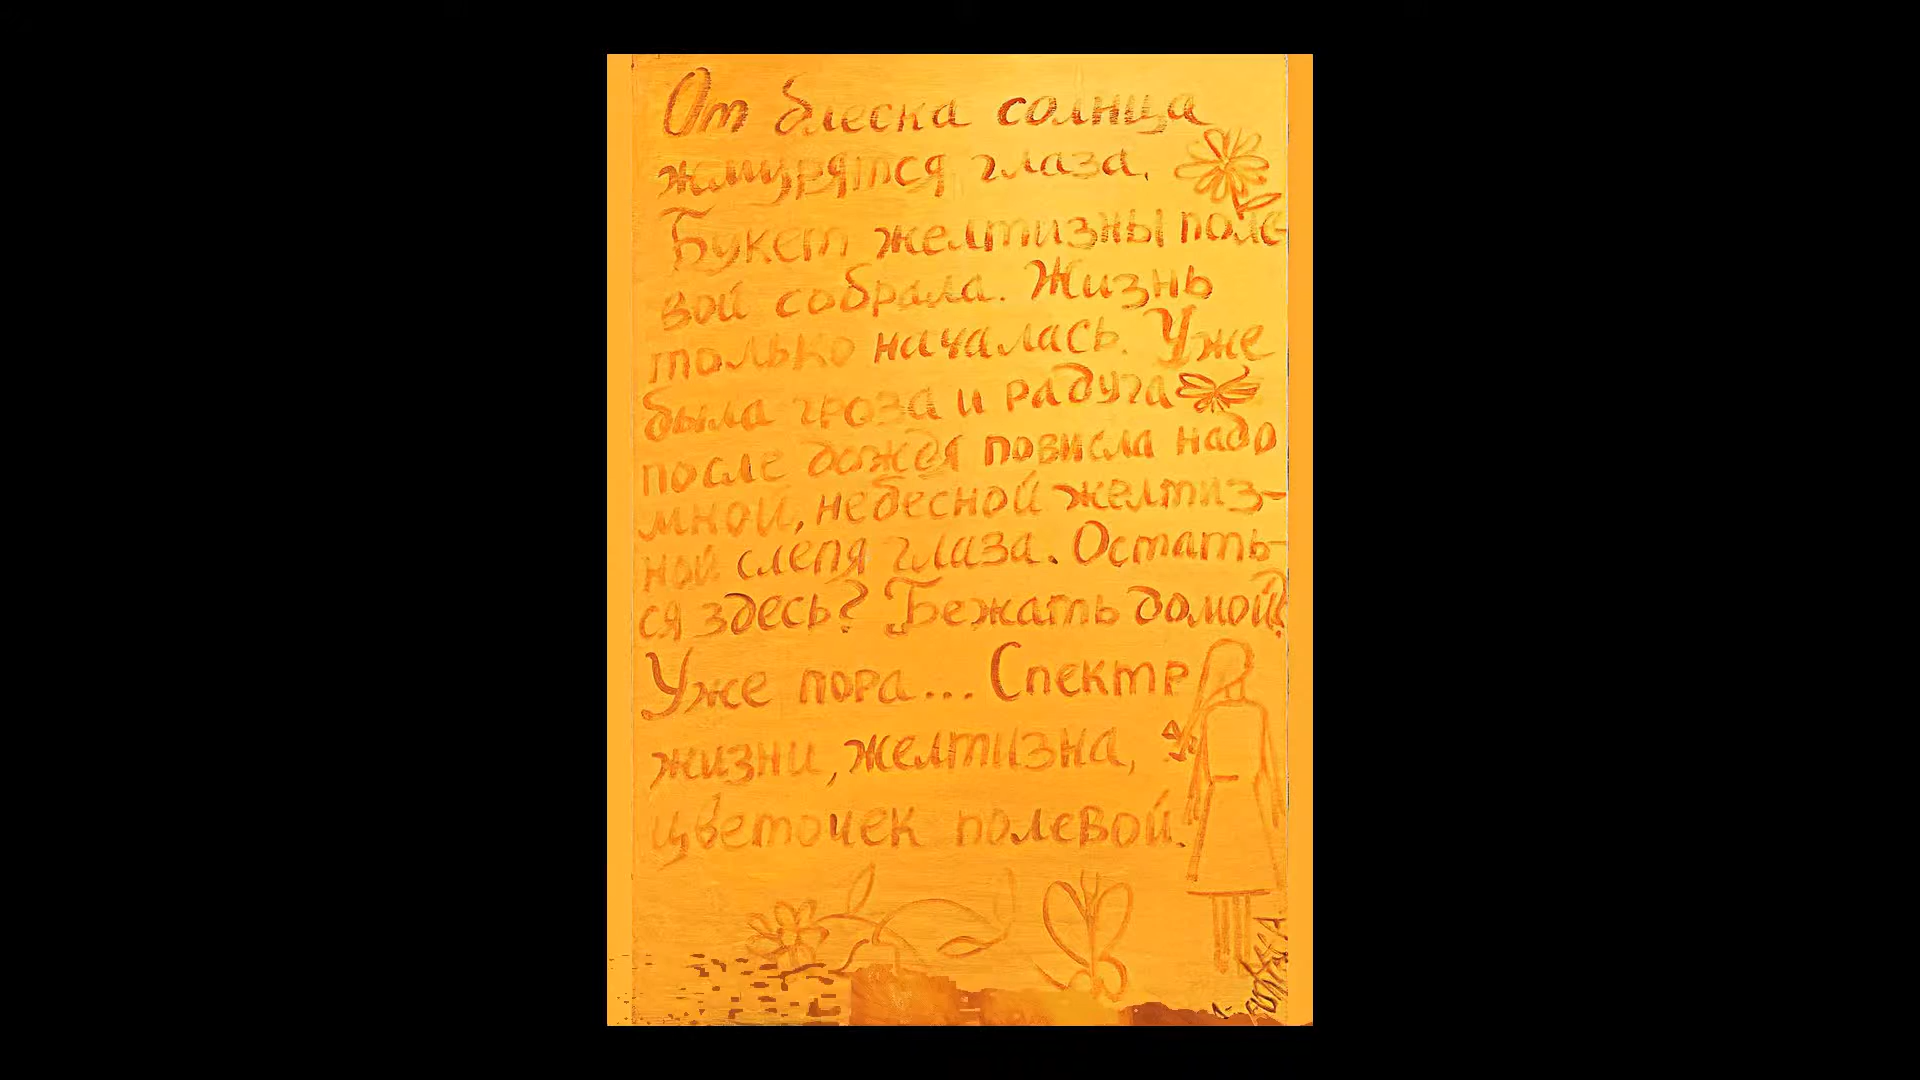 От блеска солнца
жмурятся глаза.
Букет желтизны поле-
вой собрала. Жизнь
только началась. Уже
была гроза и радуга
после дождя повисла надо
мной, небесной желтиз-
ной слепя глаза. Остать-
ся здесь? Бежать домой?
Уже пора... Спектр
жизни, желтизна,
цветочек полевой.